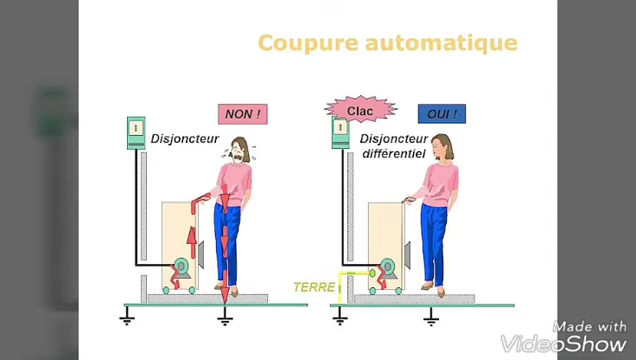 Coupure automatique
NON !
Clac
OUI !
I
Disjoncteur
I
Disjoncteur
différentiel
TERRE
Made with
VideoShow